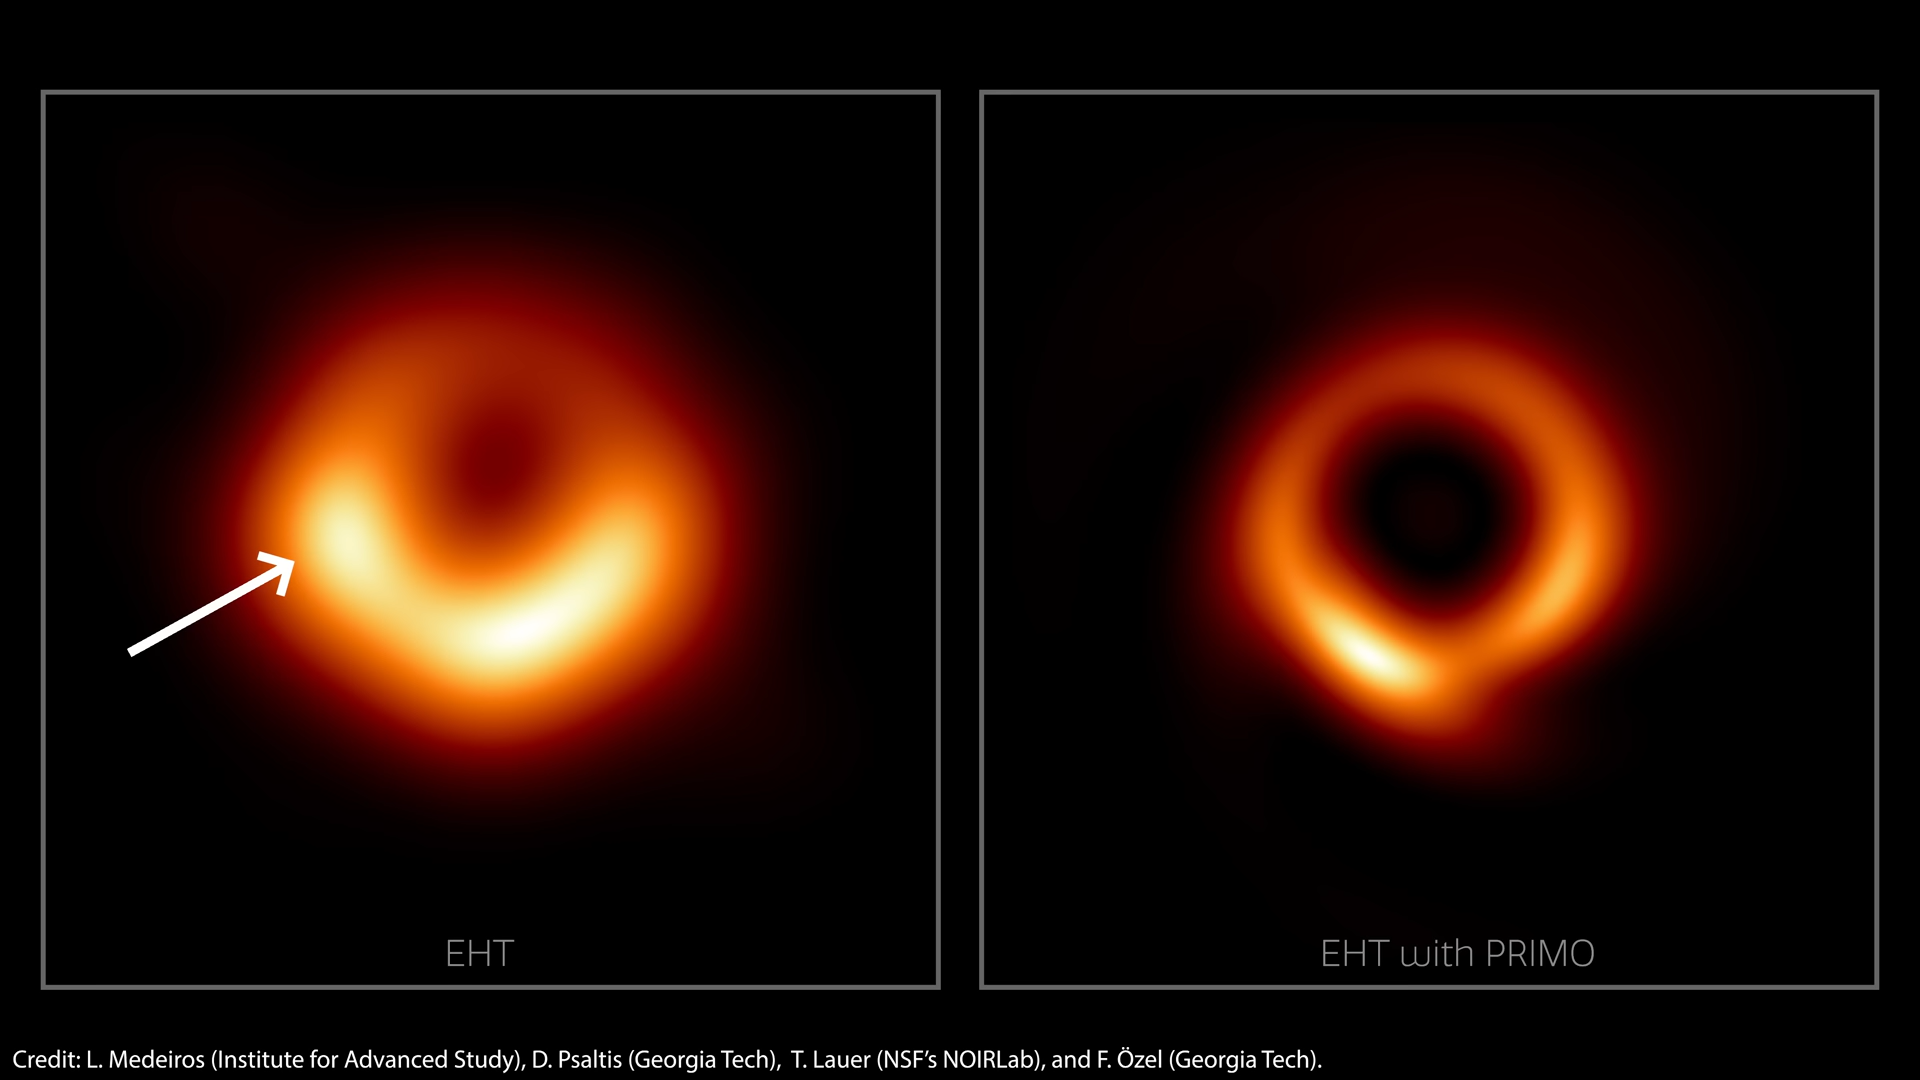 EHT
EHT with PRIMO
Credit: L. Medeiros (Institute for Advanced Study), D. Psaltis (Georgia Tech),  T. Lauer (NSF’s NOIRLab), and F. Özel (Georgia Tech).